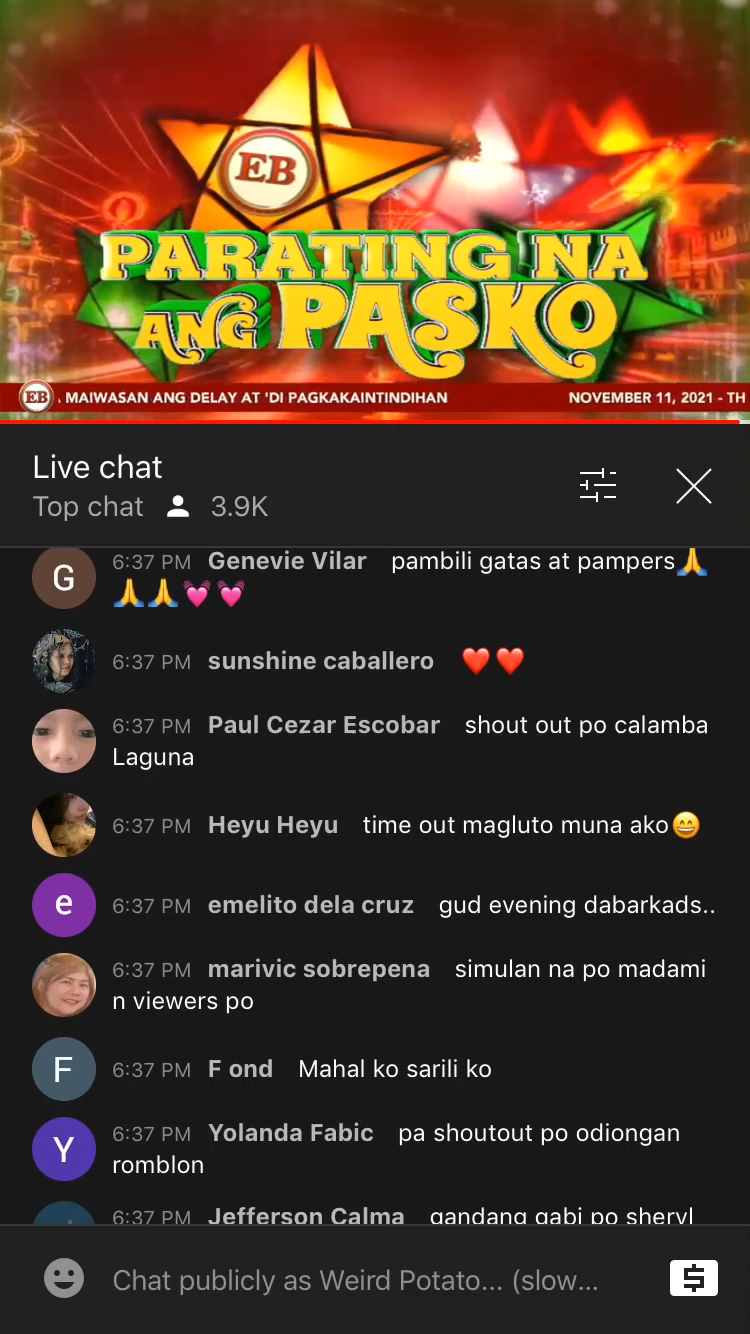 EB
PARATING NA
ANG PASKO
EB
MAIWASAN ANG DELAY AT 'DI PAGKAKAINTINDIHAN NOVEMBER 11, 2021 - TH
Live chat
Top chat 3.9K
G 6:37 PM Genevie Vilar pambili gatas at pampers🙏
🙏🙏💓💓
6:37 PM sunshine caballero ❤️❤️
6:37 PM Paul Cezar Escobar shout out po calamba
Laguna
6:37 PM Heyu Heyu time out magluto muna ako😄
e 6:37 PM emelito dela cruz gud evening dabarkads..
6:37 PM marivic sobrepena simulan na po madami
n viewers po
F 6:37 PM F ond Mahal ko sarili ko
Y 6:37 PM Yolanda Fabic pa shoutout po odiongan
romblon
6:37 PM Jefferson Calma gandang gabi po sheryl
Chat publicly as Weird Potato... (slow...
$